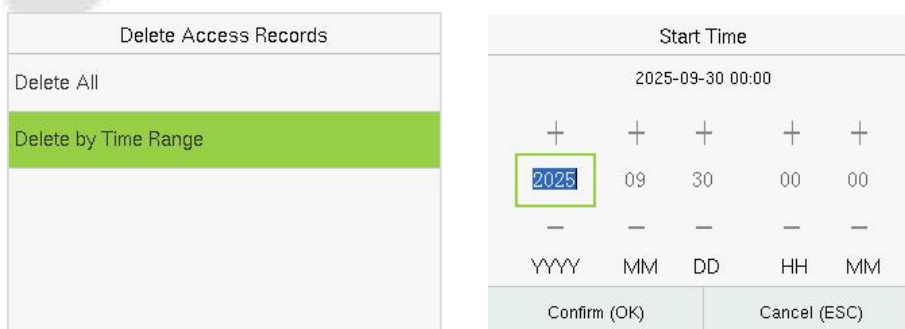 Delete Access Records
Delete All
Delete by Time Range
Start Time
2025-09-30 00:00
+ + + + +
2025 09 30 00 00
— — — — —
YYYY MM DD HH MM
Confirm (OK) Cancel (ESC)